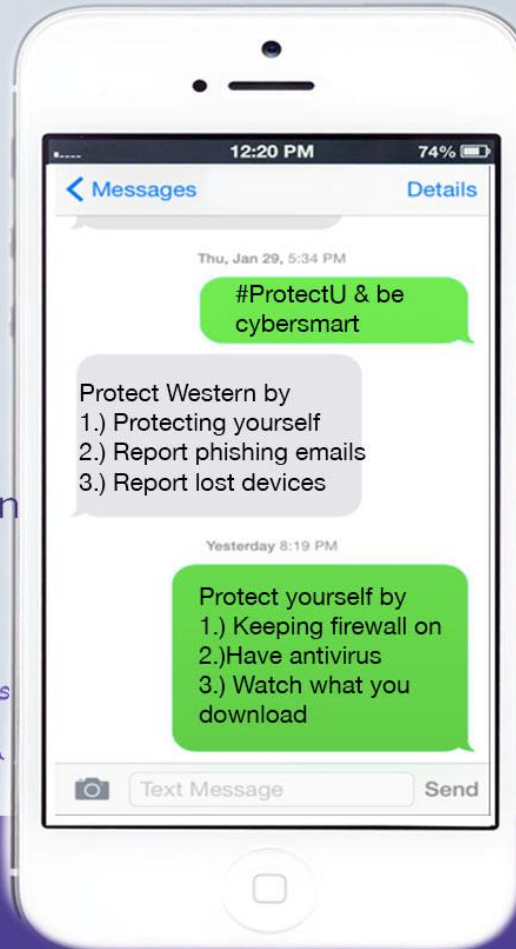 12:20 PM 74%
Messages Details
Thu, Jan 29, 5:34 PM
#ProtectU & be
cybersmart
Protect Western by
1.) Protecting yourself
2.) Report phishing emails
3.) Report lost devices
Yesterday 8:19 PM
Protect yourself by
1.) Keeping firewall on
2.)Have antivirus
3.) Watch what you
download
Text Message Send